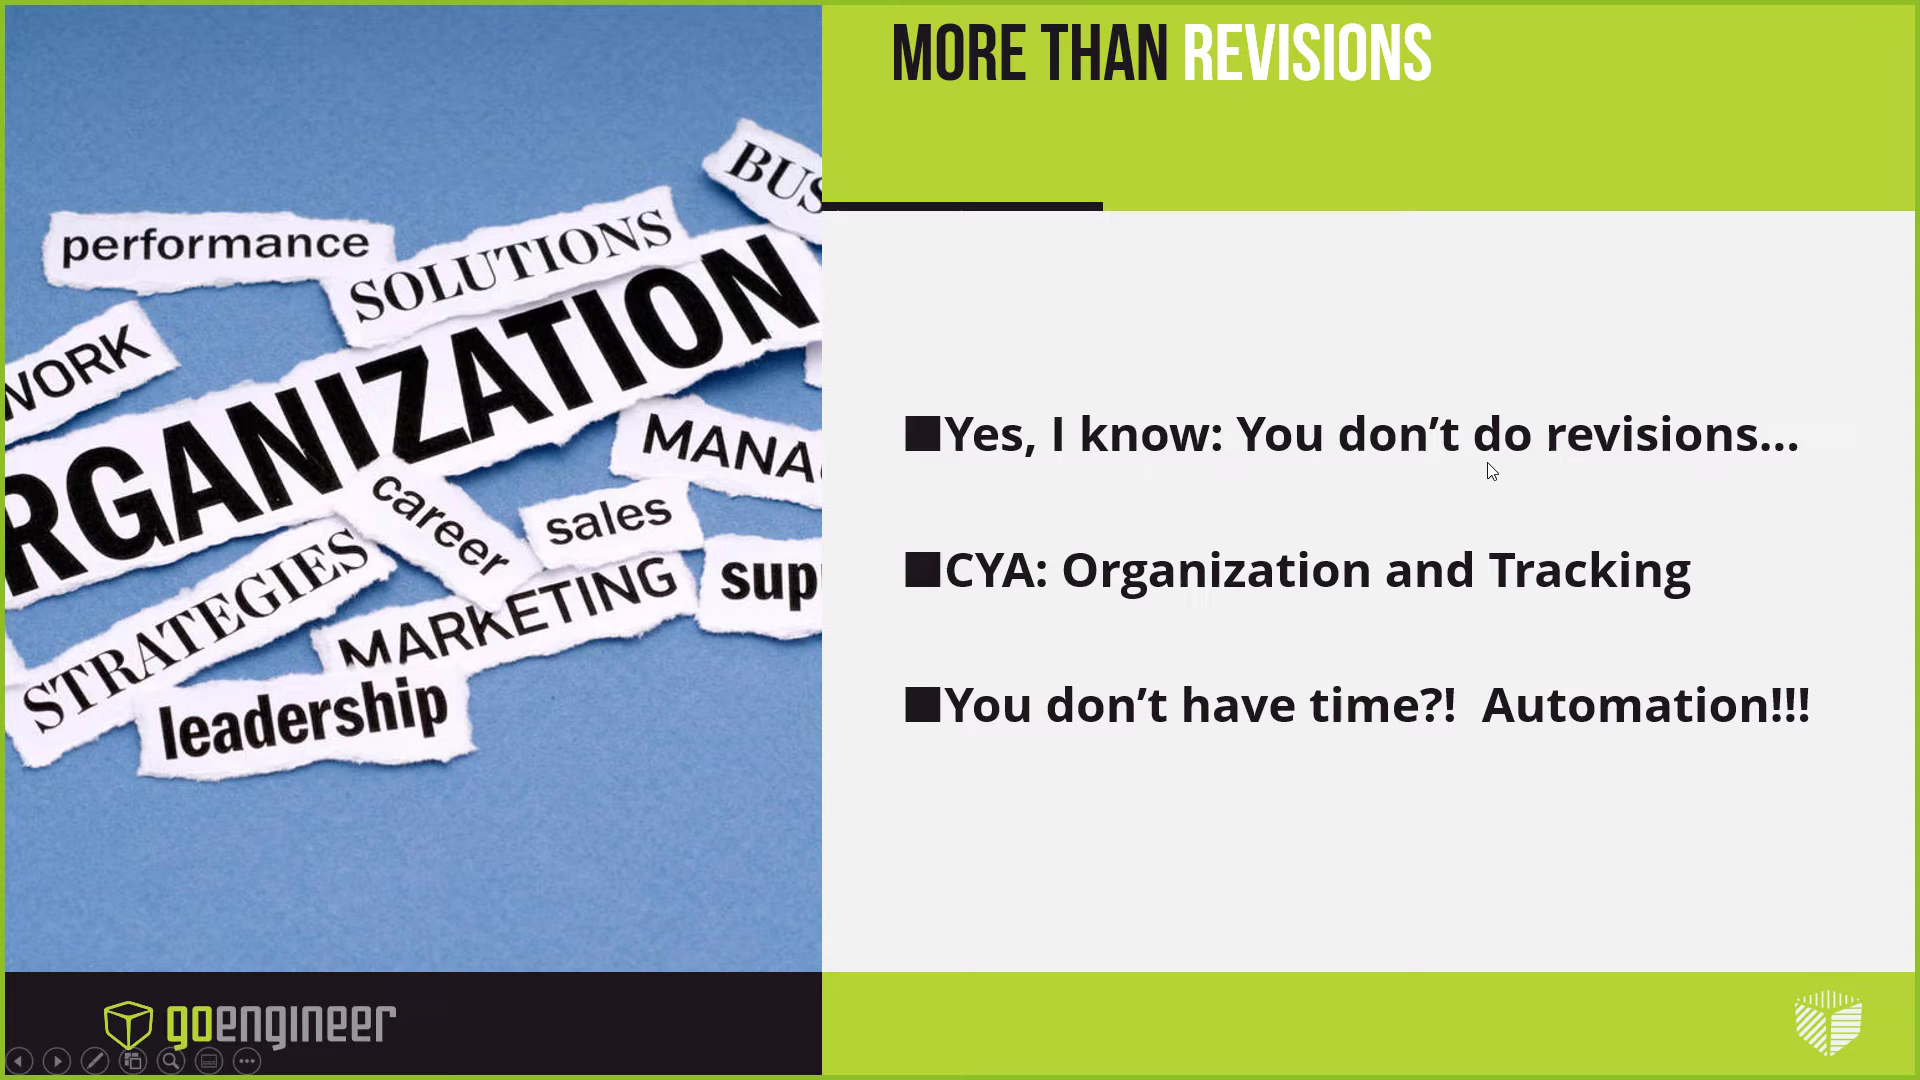 MORE THAN REVISIONS
BUS
performance
SOLUTIONS
WORK
RGANIZATION
MANA
career
sales
STRATEGIES
MARKETING
sup
leadership
Yes, I know: You don’t do revisions...
CYA: Organization and Tracking
You don’t have time?!  Automation!!!
goengineer